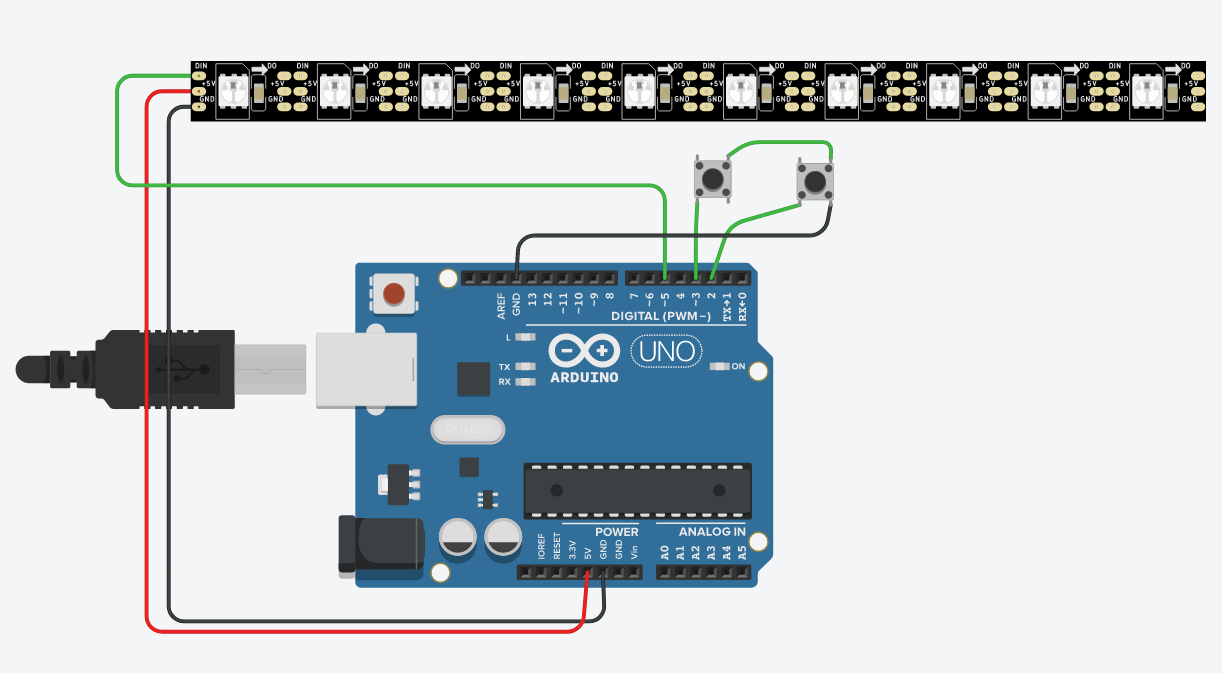 DIN DO DIN DO DIN DO DIN DO DIN DO DIN DO DIN DO DIN DO DIN DO DIN DO
+5V +5V +5V +5V +5V +5V +5V +5V +5V +5V +5V +5V +5V +5V +5V +5V +5V +5V +5V +5V
GND GND GND GND GND GND GND GND GND GND GND GND GND GND GND GND GND GND GND GND
AREF GND 13 12 ~11 ~10 ~9 8 7 ~6 ~5 4 ~3 2 TX→1 RX←0
DIGITAL (PWM~)
L
UNO
TX
RX
ARDUINO
ON
SPK16.000G
POWER
ANALOG IN
IOREF RESET 3.3V 5V GND GND Vin A0 A1 A2 A3 A4 A5